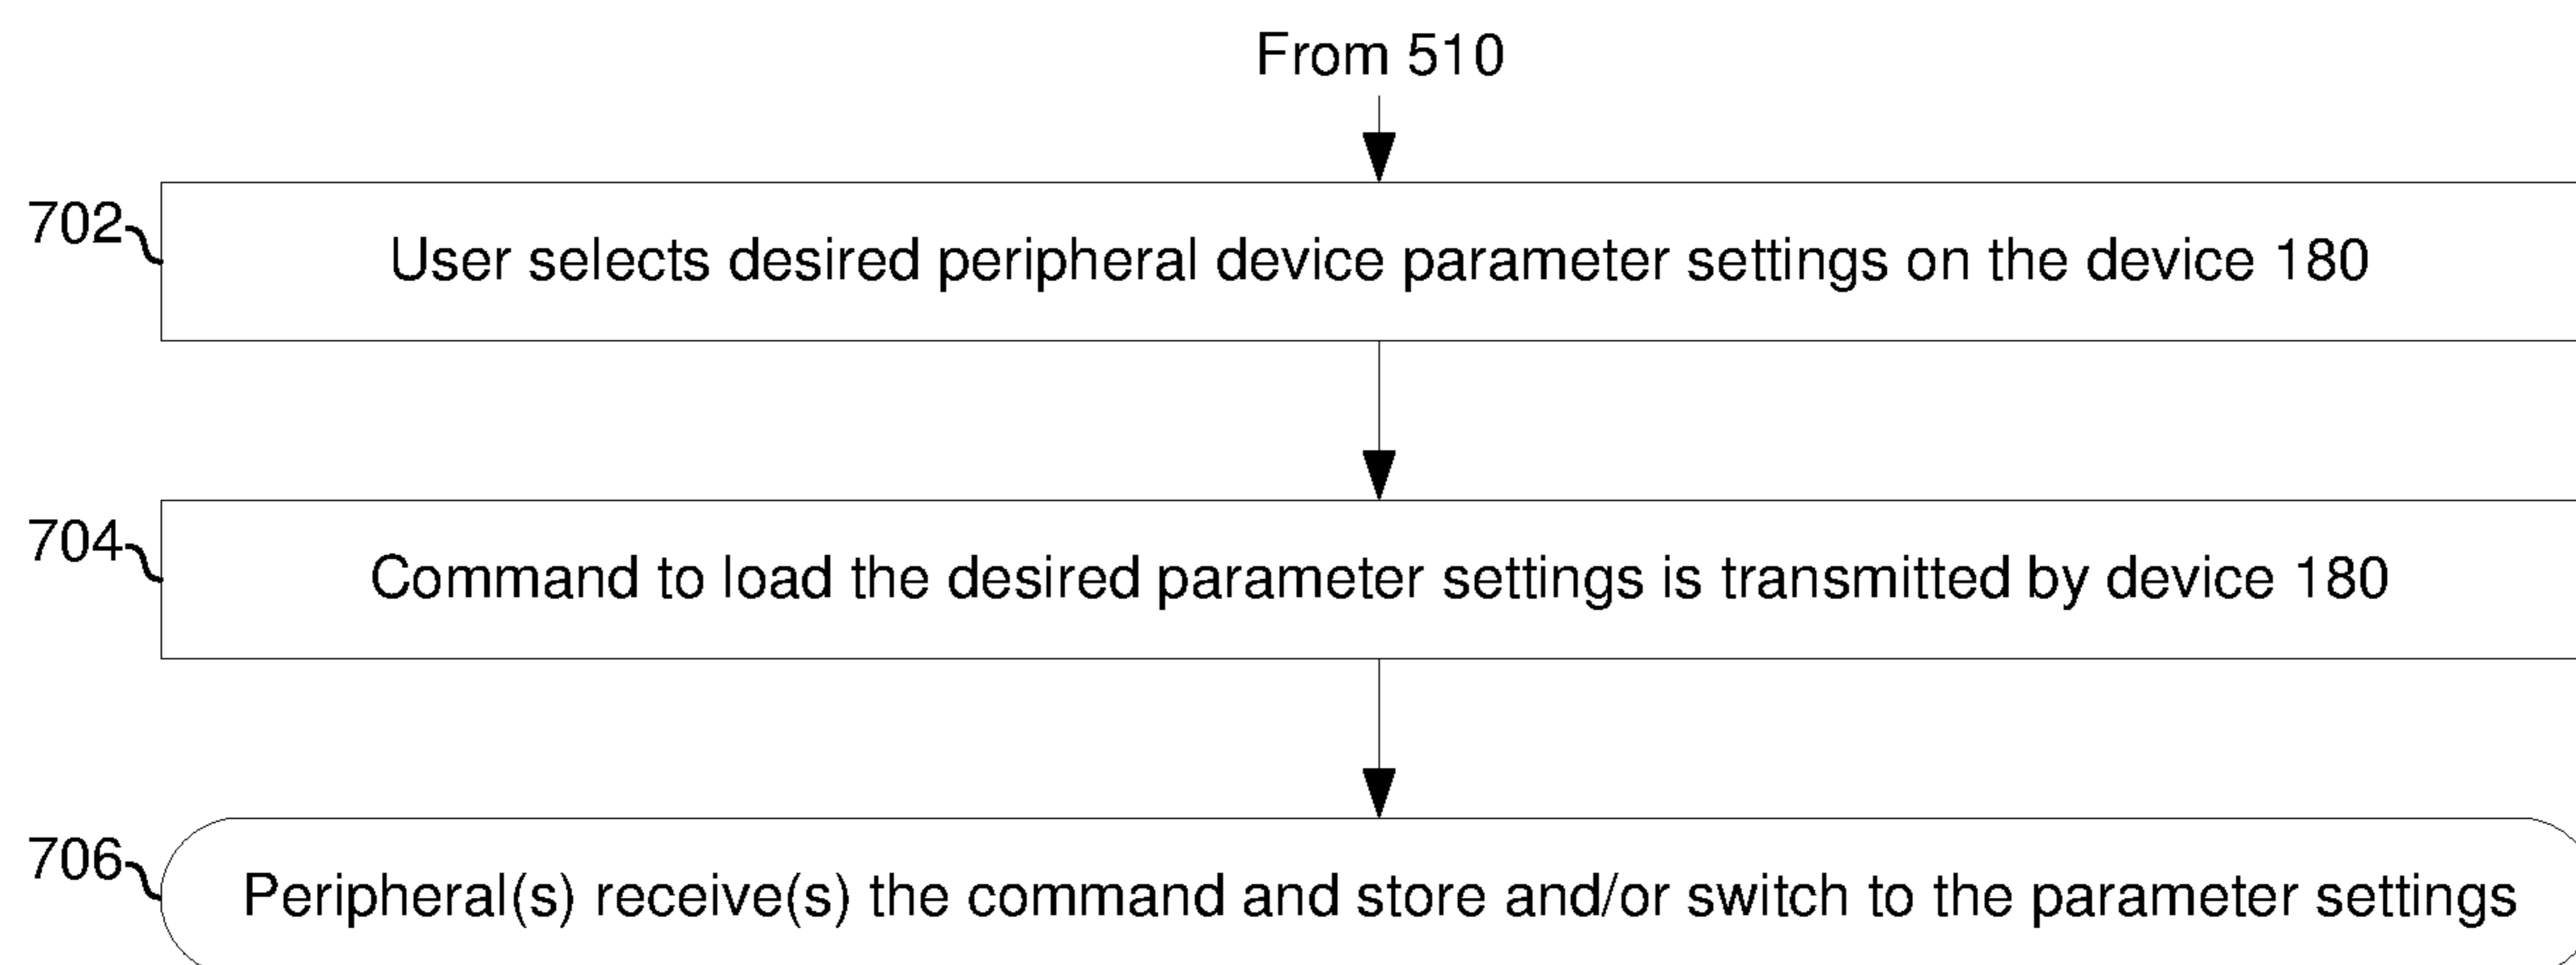 From 510
702
User selects desired peripheral device parameter settings on the device 180
704
Command to load the desired parameter settings is transmitted by device 180
706
Peripheral(s) receive(s) the command and store and/or switch to the parameter settings